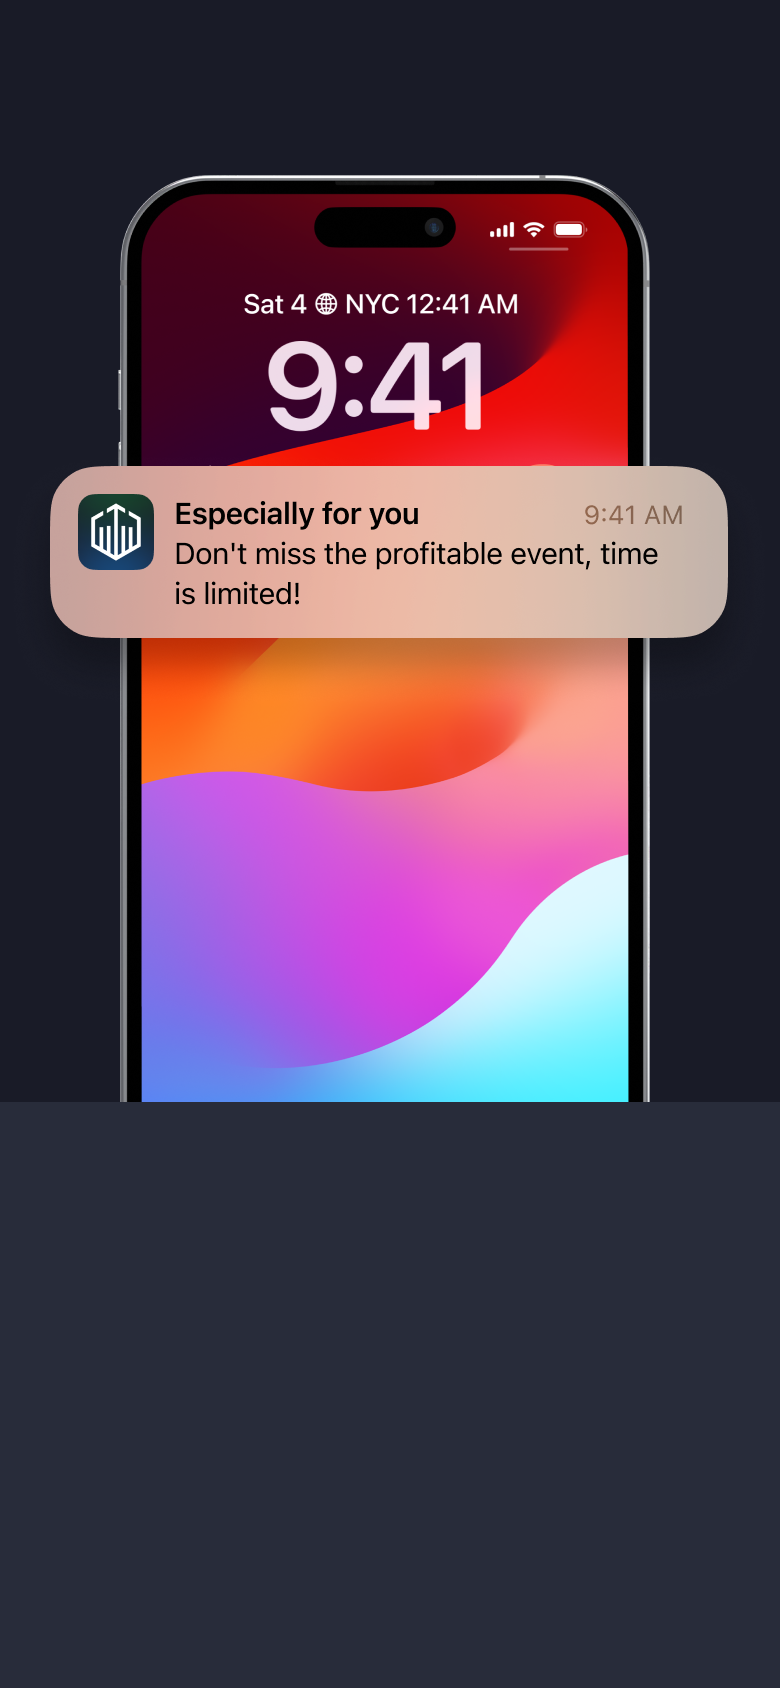 Sat 4 NYC 12:41 AM
9:41
Especially for you 9:41 AM
Don't miss the profitable event, time
is limited!